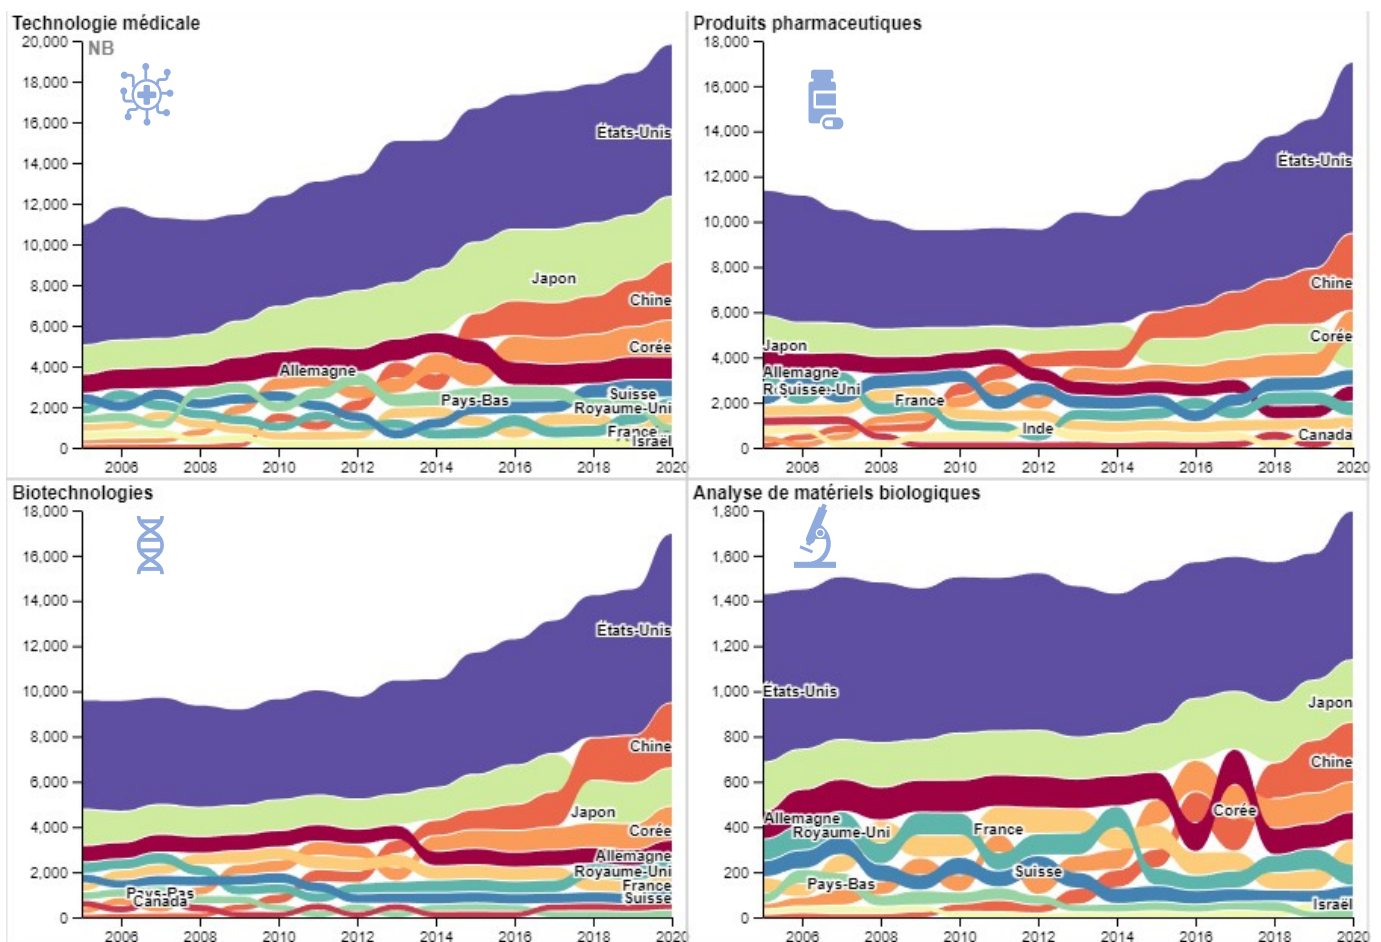 Technologie médicale
20,000
NB
18,000
16,000
14,000
12,000
10,000
8,000
6,000
4,000
2,000
0
États-Unis
Japon
Chine
Corée
Allemagne
Suisse
Pays-Bas
Royaume-Uni
France
Israël
2006 2008 2010 2012 2014 2016 2018 2020
Produits pharmaceutiques
18,000
16,000
14,000
12,000
10,000
8,000
6,000
4,000
2,000
0
États-Unis
Chine
Corée
Japon
Allemagne
Suisse
France
Inde
Canada
2006 2008 2010 2012 2014 2016 2018 2020
Biotechnologies
18,000
16,000
14,000
12,000
10,000
8,000
6,000
4,000
2,000
0
États-Unis
Chine
Japon
Corée
Allemagne
Royaume-Uni
France
Suisse
Pays-Pas
Canada
2006 2008 2010 2012 2014 2016 2018 2020
Analyse de matériels biologiques
1,800
1,600
1,400
1,200
1,000
800
600
400
200
0
États-Unis
Japon
Chine
Corée
Allemagne
Royaume-Uni
France
Suisse
Pays-Bas
Israël
2006 2008 2010 2012 2014 2016 2018 2020